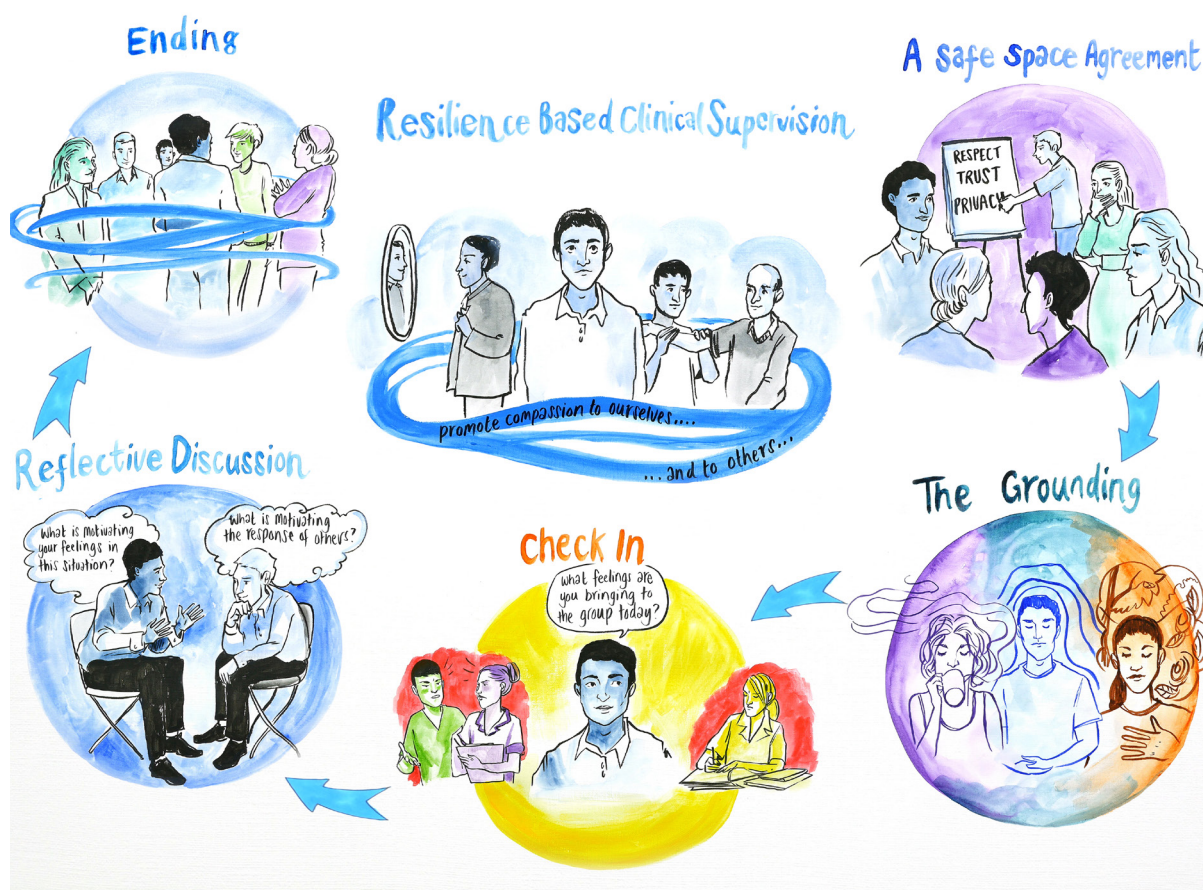 Ending
Resilience Based Clinical Supervision
A Safe Space Agreement
RESPECT
TRUST
PRIVACY
promote compassion to ourselves....
...and to others...
The Grounding
Check In
What feelings are
you bringing to
the group today?
Reflective Discussion
What is motivating
your feelings in
this situation?
What is motivating
the response of others?